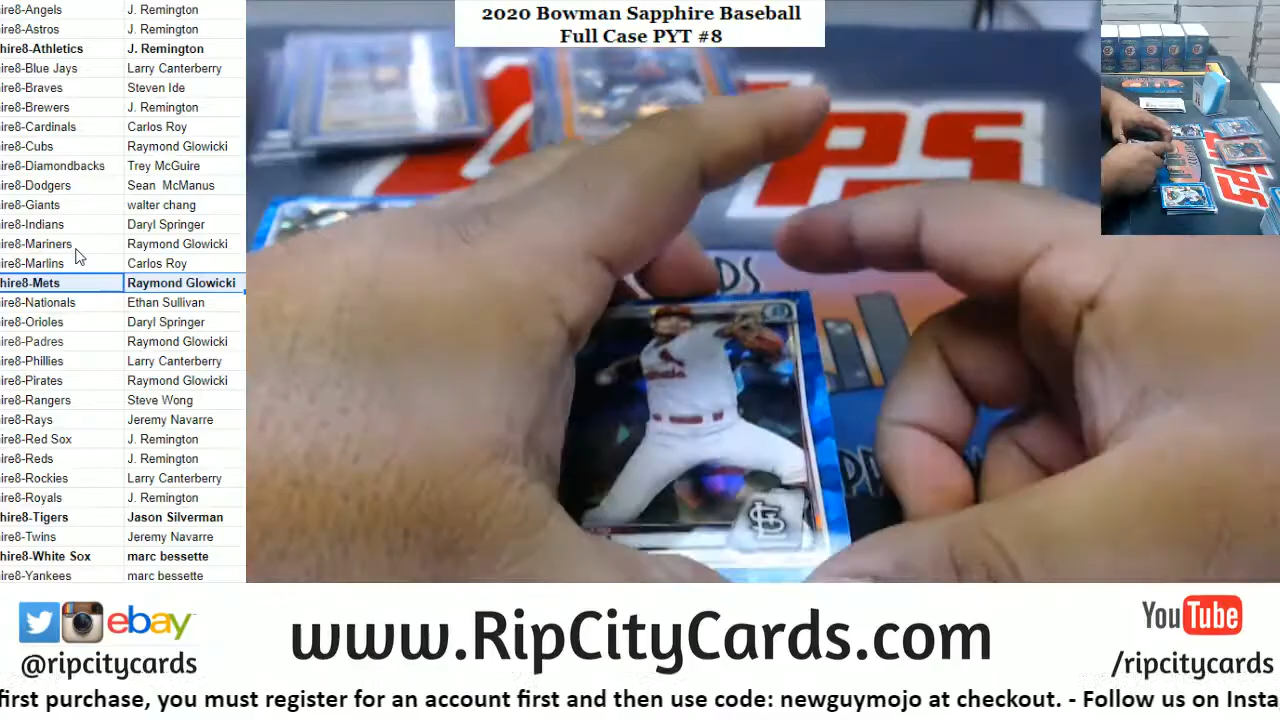 2020 Bowman Sapphire Baseball
Full Case PYT #8
ire8-Angels J. Remington
ire8-Astros J. Remington
hire8-Athletics J. Remington
ire8-Blue Jays Larry Canterberry
ire8-Braves Steven Ide
ire8-Brewers J. Remington
ire8-Cardinals Carlos Roy
ire8-Cubs Raymond Glowicki
ire8-Diamondbacks Trey McGuire
ire8-Dodgers Sean McManus
ire8-Giants walter chang
ire8-Indians Daryl Springer
ire8-Mariners Raymond Glowicki
ire8-Marlins Carlos Roy
hire8-Mets Raymond Glowicki
ire8-Nationals Ethan Sullivan
ire8-Orioles Daryl Springer
ire8-Padres Raymond Glowicki
ire8-Phillies Larry Canterberry
ire8-Pirates Raymond Glowicki
ire8-Rangers Steve Wong
ire8-Rays Jeremy Navarre
ire8-Red Sox J. Remington
ire8-Reds J. Remington
ire8-Rockies Larry Canterberry
ire8-Royals J. Remington
hire8-Tigers Jason Silverman
ire8-Twins Jeremy Navarre
hire8-White Sox marc bessette
ire8-Yankees marc bessette
PS
DS
ebay
@ripcitycards
www.RipCityCards.com
YouTube
/ripcitycards
first purchase, you must register for an account first and then use code: newguymojo at checkout. - Follow us on Insta